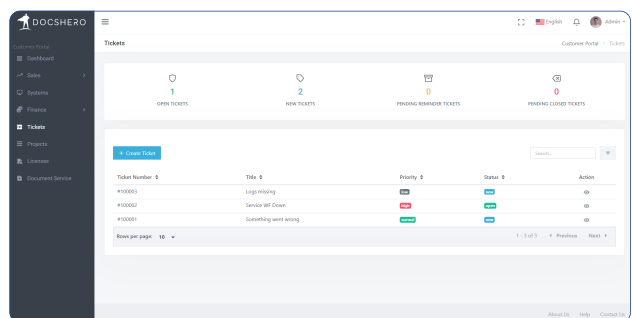 DOCSHERO
English
Admin
Customer Portal
Dashboard
Sales
Systems
Finance
Tickets
Projects
Licenses
Document Service
Tickets
Customer Portal
Tickets
1
OPEN TICKETS
2
NEW TICKETS
0
PENDING REMINDER TICKETS
0
PENDING CLOSED TICKETS
+ Create Ticket
Search...
Ticket Number Title Priority Status Action
#100003 Logs missing low new
#100002 Service WF Down high open
#100001 Something went wrong normal new
Rows per page: 10
1 - 3 of 3 Previous Next
About Us Help Contact Us